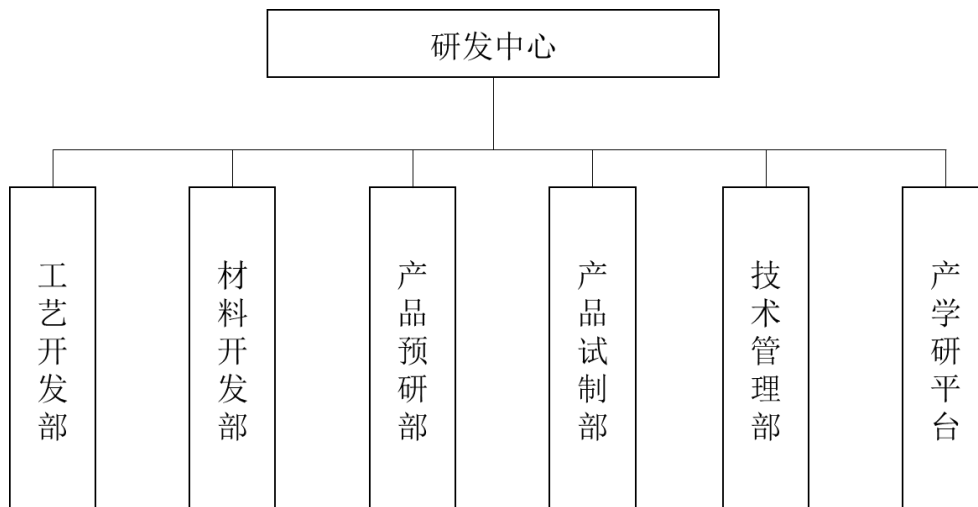 研发中心
工艺开发部
材料开发部
产品预研部
产品试制部
技术管理部
产学研平台